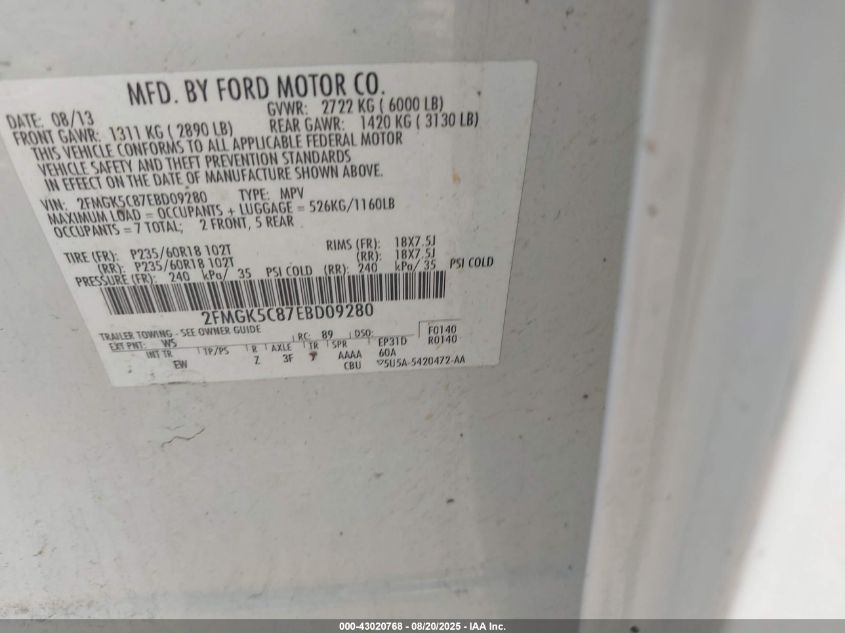 MFD. BY FORD MOTOR CO.
DATE: 08/13 GVWR: 2722 KG ( 6000 LB)
FRONT GAWR: 1311 KG ( 2890 LB) REAR GAWR: 1420 KG ( 3130 LB)
THIS VEHICLE CONFORMS TO ALL APPLICABLE FEDERAL MOTOR
VEHICLE SAFETY AND THEFT PREVENTION STANDARDS
IN EFFECT ON THE DATE OF MANUFACTURE SHOWN ABOVE.
VIN: 2FMGK5C87EBD09280 TYPE: MPV
MAXIMUM LOAD = OCCUPANTS + LUGGAGE = 526KG/1160LB
OCCUPANTS = 7 TOTAL; 2 FRONT, 5 REAR
TIRE (FR): P235/60R18 102T RIMS (FR): 18X7.5J
(RR): P235/60R18 102T (RR): 18X7.5J
PRESSURE (FR): 240 kPa/ 35 PSI COLD (RR): 240 kPa/ 35 PSI COLD
2FMGK5C87EBD09280
TRAILER TOWING - SEE OWNER GUIDE
EXT PNT: WS RC: 89 DSO: F0140
R0140
INT TR TP/PS R AXLE TR SPR EP31D
EW Z 3F AAAA 60A
CBU 5U5A-5420472-AA
000-43020768 - 08/20/2025 - IAA Inc.